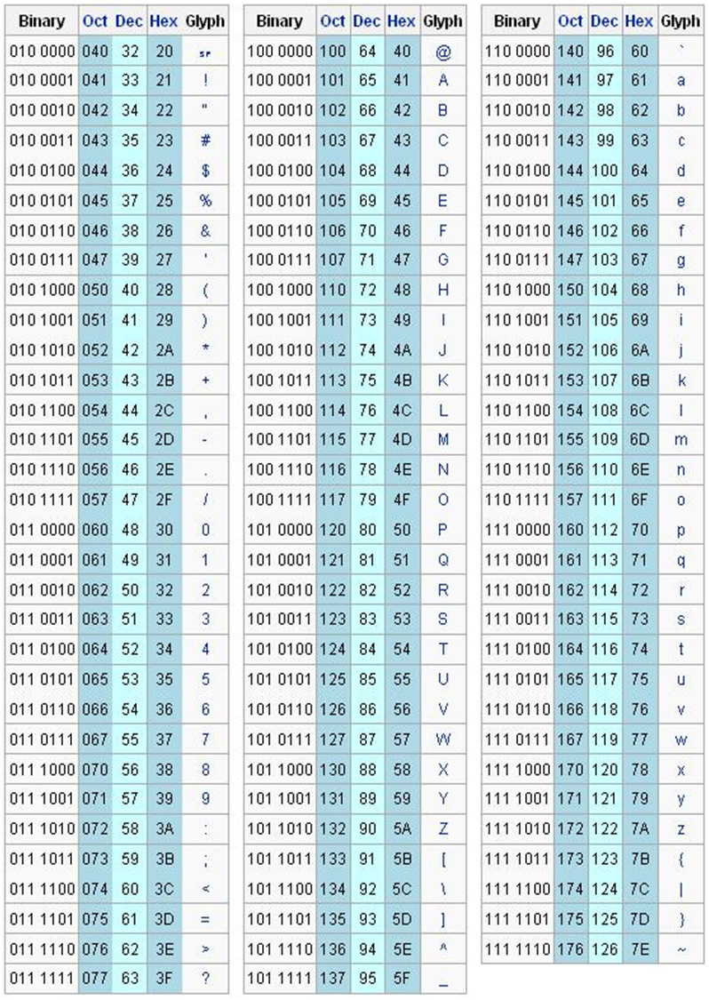 Binary Oct Dec Hex Glyph Binary Oct Dec Hex Glyph Binary Oct Dec Hex Glyph
010 0000 040 32 20 SP 100 0000 100 64 40 @ 110 0000 140 96 60 `
010 0001 041 33 21 ! 100 0001 101 65 41 A 110 0001 141 97 61 a
010 0010 042 34 22 " 100 0010 102 66 42 B 110 0010 142 98 62 b
010 0011 043 35 23 # 100 0011 103 67 43 C 110 0011 143 99 63 c
010 0100 044 36 24 $ 100 0100 104 68 44 D 110 0100 144 100 64 d
010 0101 045 37 25 % 100 0101 105 69 45 E 110 0101 145 101 65 e
010 0110 046 38 26 & 100 0110 106 70 46 F 110 0110 146 102 66 f
010 0111 047 39 27 ' 100 0111 107 71 47 G 110 0111 147 103 67 g
010 1000 050 40 28 ( 100 1000 110 72 48 H 110 1000 150 104 68 h
010 1001 051 41 29 ) 100 1001 111 73 49 I 110 1001 151 105 69 i
010 1010 052 42 2A * 100 1010 112 74 4A J 110 1010 152 106 6A j
010 1011 053 43 2B + 100 1011 113 75 4B K 110 1011 153 107 6B k
010 1100 054 44 2C , 100 1100 114 76 4C L 110 1100 154 108 6C l
010 1101 055 45 2D - 100 1101 115 77 4D M 110 1101 155 109 6D m
010 1110 056 46 2E . 100 1110 116 78 4E N 110 1110 156 110 6E n
010 1111 057 47 2F / 100 1111 117 79 4F O 110 1111 157 111 6F o
011 0000 060 48 30 0 101 0000 120 80 50 P 111 0000 160 112 70 p
011 0001 061 49 31 1 101 0001 121 81 51 Q 111 0001 161 113 71 q
011 0010 062 50 32 2 101 0010 122 82 52 R 111 0010 162 114 72 r
011 0011 063 51 33 3 101 0011 123 83 53 S 111 0011 163 115 73 s
011 0100 064 52 34 4 101 0100 124 84 54 T 111 0100 164 116 74 t
011 0101 065 53 35 5 101 0101 125 85 55 U 111 0101 165 117 75 u
011 0110 066 54 36 6 101 0110 126 86 56 V 111 0110 166 118 76 v
011 0111 067 55 37 7 101 0111 127 87 57 W 111 0111 167 119 77 w
011 1000 070 56 38 8 101 1000 130 88 58 X 111 1000 170 120 78 x
011 1001 071 57 39 9 101 1001 131 89 59 Y 111 1001 171 121 79 y
011 1010 072 58 3A : 101 1010 132 90 5A Z 111 1010 172 122 7A z
011 1011 073 59 3B ; 101 1011 133 91 5B [ 111 1011 173 123 7B {
011 1100 074 60 3C < 101 1100 134 92 5C \ 111 1100 174 124 7C |
011 1101 075 61 3D = 101 1101 135 93 5D ] 111 1101 175 125 7D }
011 1110 076 62 3E > 101 1110 136 94 5E ^ 111 1110 176 126 7E ~
011 1111 077 63 3F ? 101 1111 137 95 5F _